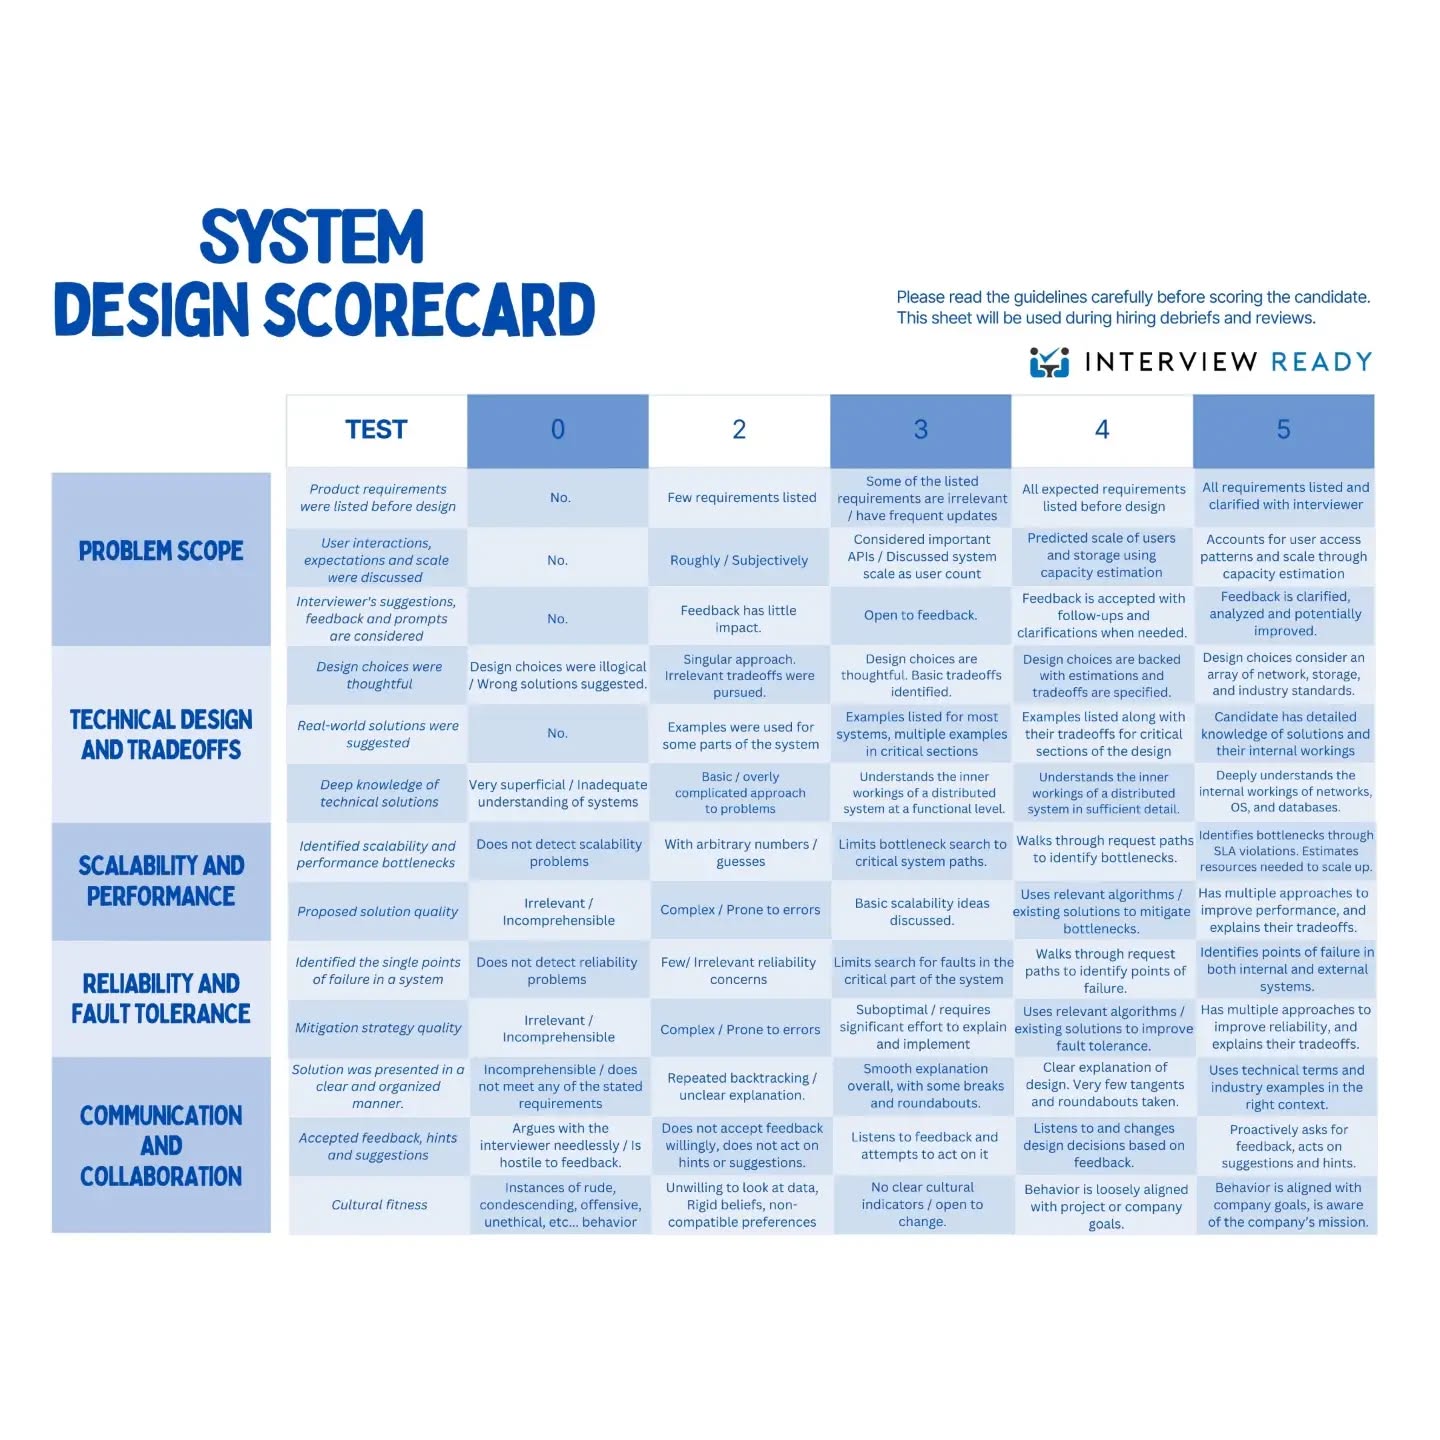 SYSTEM
DESIGN SCORECARD
Please read the guidelines carefully before scoring the candidate.
This sheet will be used during hiring debriefs and reviews.
INTERVIEW READY
TEST
0
2
3
4
5
PROBLEM SCOPE
Product requirements
were listed before design
No.
Few requirements listed
Some of the listed
requirements are irrelevant
/ have frequent updates
All expected requirements
listed before design
All requirements listed and
clarified with interviewer
User interactions,
expectations and scale
were discussed
No.
Roughly / Subjectively
Considered important
APIs / Discussed system
scale as user count
Predicted scale of users
and storage using
capacity estimation
Accounts for user access
patterns and scale through
capacity estimation
Interviewer's suggestions,
feedback and prompts
are considered
No.
Feedback has little
impact.
Open to feedback.
Feedback is accepted with
follow-ups and
clarifications when needed.
Feedback is clarified,
analyzed and potentially
improved.
TECHNICAL DESIGN
AND TRADEOFFS
Design choices were
thoughtful
Design choices were illogical
/ Wrong solutions suggested.
Singular approach.
Irrelevant tradeoffs were
pursued.
Design choices are
thoughtful. Basic tradeoffs
identified.
Design choices are backed
with estimations and
tradeoffs are specified.
Design choices consider an
array of network, storage,
and industry standards.
Real-world solutions were
suggested
No.
Examples were used for
some parts of the system
Examples listed for most
systems, multiple examples
in critical sections
Examples listed along with
their tradeoffs for critical
sections of the design
Candidate has detailed
knowledge of solutions and
their internal workings
Deep knowledge of
technical solutions
Very superficial / Inadequate
understanding of systems
Basic / overly
complicated approach
to problems
Understands the inner
workings of a distributed
system at a functional level.
Understands the inner
workings of a distributed
system in sufficient detail.
Deeply understands the
internal workings of networks,
OS, and databases.
SCALABILITY AND
PERFORMANCE
Identified scalability and
performance bottlenecks
Does not detect scalability
problems
With arbitrary numbers /
guesses
Limits bottleneck search to
critical system paths.
Walks through request paths
to identify bottlenecks.
Identifies bottlenecks through
SLA violations. Estimates
resources needed to scale up.
Proposed solution quality
Irrelevant /
Incomprehensible
Complex / Prone to errors
Basic scalability ideas
discussed.
Uses relevant algorithms /
existing solutions to mitigate
bottlenecks.
Has multiple approaches to
improve performance, and
explains their tradeoffs.
RELIABILITY AND
FAULT TOLERANCE
Identified the single points
of failure in a system
Does not detect reliability
problems
Few/ Irrelevant reliability
concerns
Limits search for faults in the
critical part of the system
Walks through request
paths to identify points of
failure.
Identifies points of failure in
both internal and external
systems.
Mitigation strategy quality
Irrelevant /
Incomprehensible
Complex / Prone to errors
Suboptimal / requires
significant effort to explain
and implement
Uses relevant algorithms /
existing solutions to improve
fault tolerance.
Has multiple approaches to
improve reliability, and
explains their tradeoffs.
COMMUNICATION
AND
COLLABORATION
Solution was presented in a
clear and organized
manner.
Incomprehensible / does
not meet any of the stated
requirements
Repeated backtracking /
unclear explanation.
Smooth explanation
overall, with some breaks
and roundabouts.
Clear explanation of
design. Very few tangents
and roundabouts taken.
Uses technical terms and
industry examples in the
right context.
Accepted feedback, hints
and suggestions
Argues with the
interviewer needlessly / Is
hostile to feedback.
Does not accept feedback
willingly, does not act on
hints or suggestions.
Listens to feedback and
attempts to act on it
Listens to and changes
design decisions based on
feedback.
Proactively asks for
feedback, acts on
suggestions and hints.
Cultural fitness
Instances of rude,
condescending, offensive,
unethical, etc... behavior
Unwilling to look at data,
Rigid beliefs, non-
compatible preferences
No clear cultural
indicators / open to
change.
Behavior is loosely aligned
with project or company
goals.
Behavior is aligned with
company goals, is aware
of the company's mission.